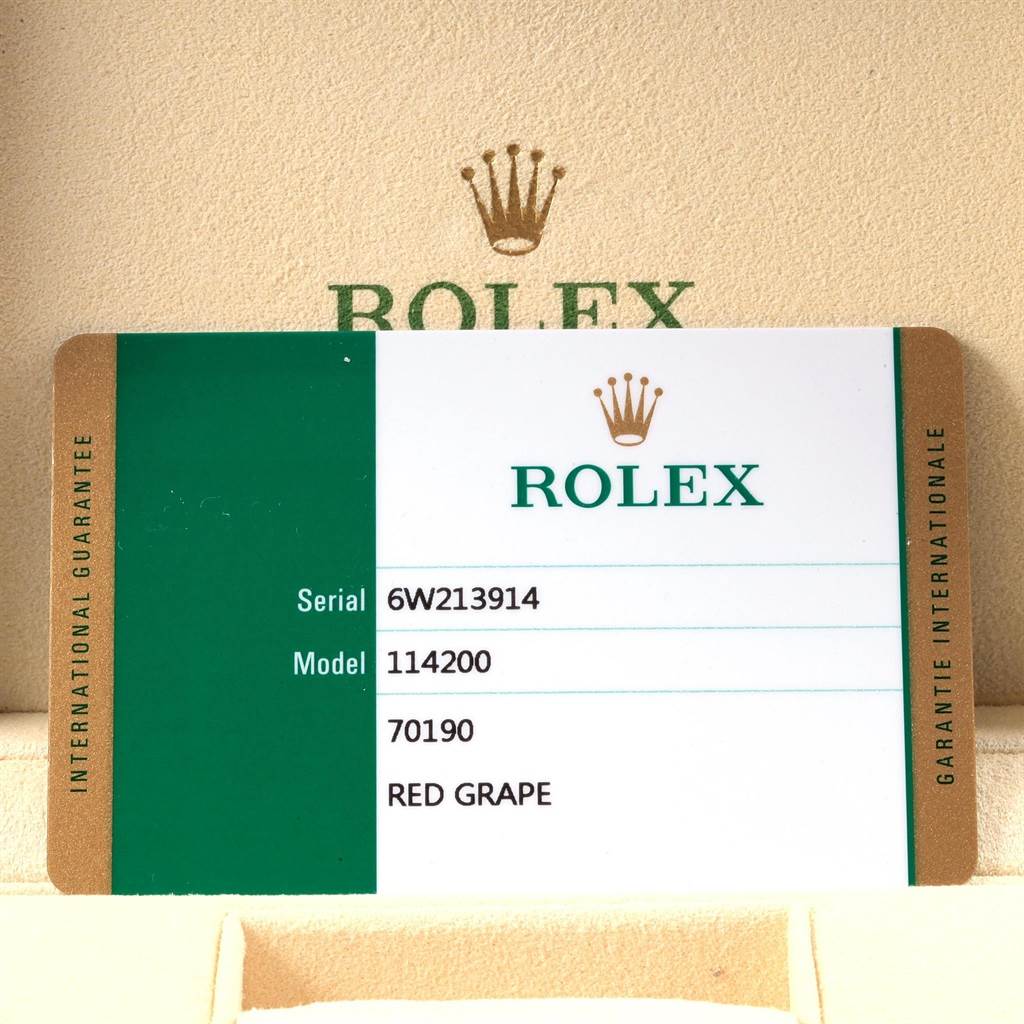 ROLEX
ROLEX
INTERNATIONAL GUARANTEE
Serial 6W213914
Model 114200
70190
RED GRAPE
GARANTIE INTERNATIONALE